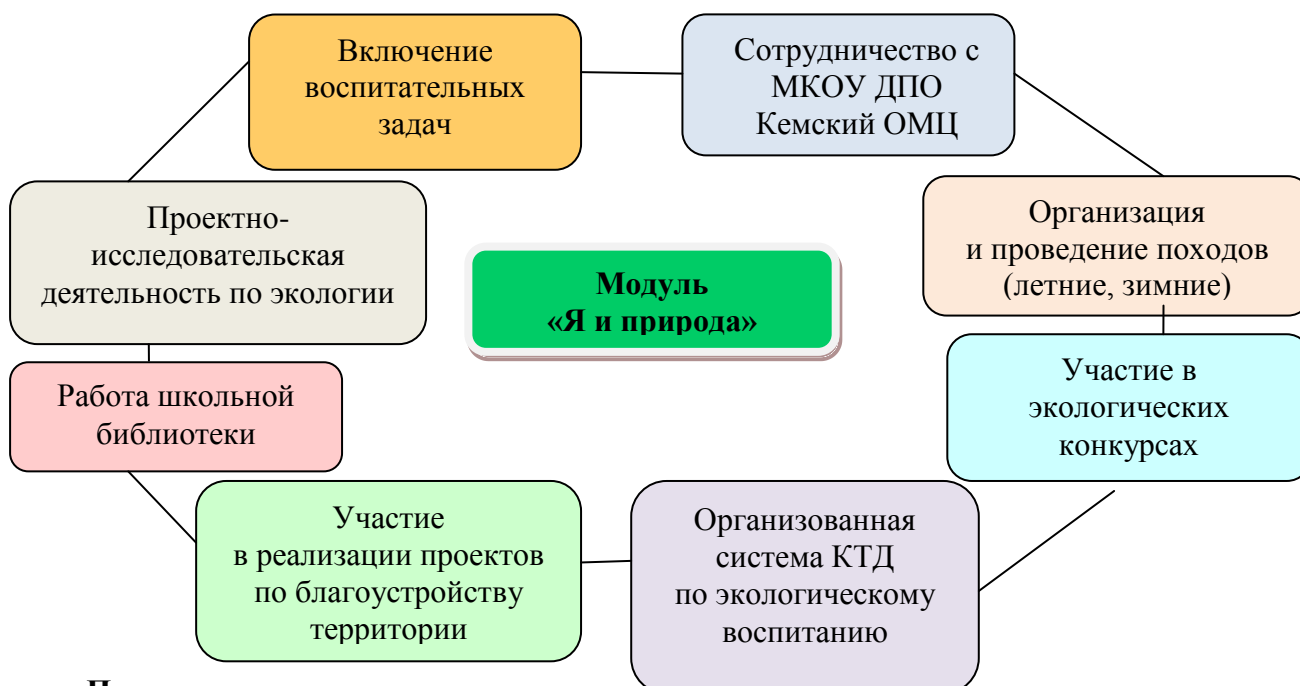 Включение
воспитательных
задач
Сотрудничество с
МКОУ ДПО
Кемский ОМЦ
Проектно-
исследовательская
деятельность по экологии
Модуль
«Я и природа»
Организация
и проведение походов
(летние, зимние)
Работа школьной
библиотеки
Участие в
экологических
конкурсах
Участие
в реализации проектов
по благоустройству
территории
Организованная
система КТД
по экологическому
воспитанию